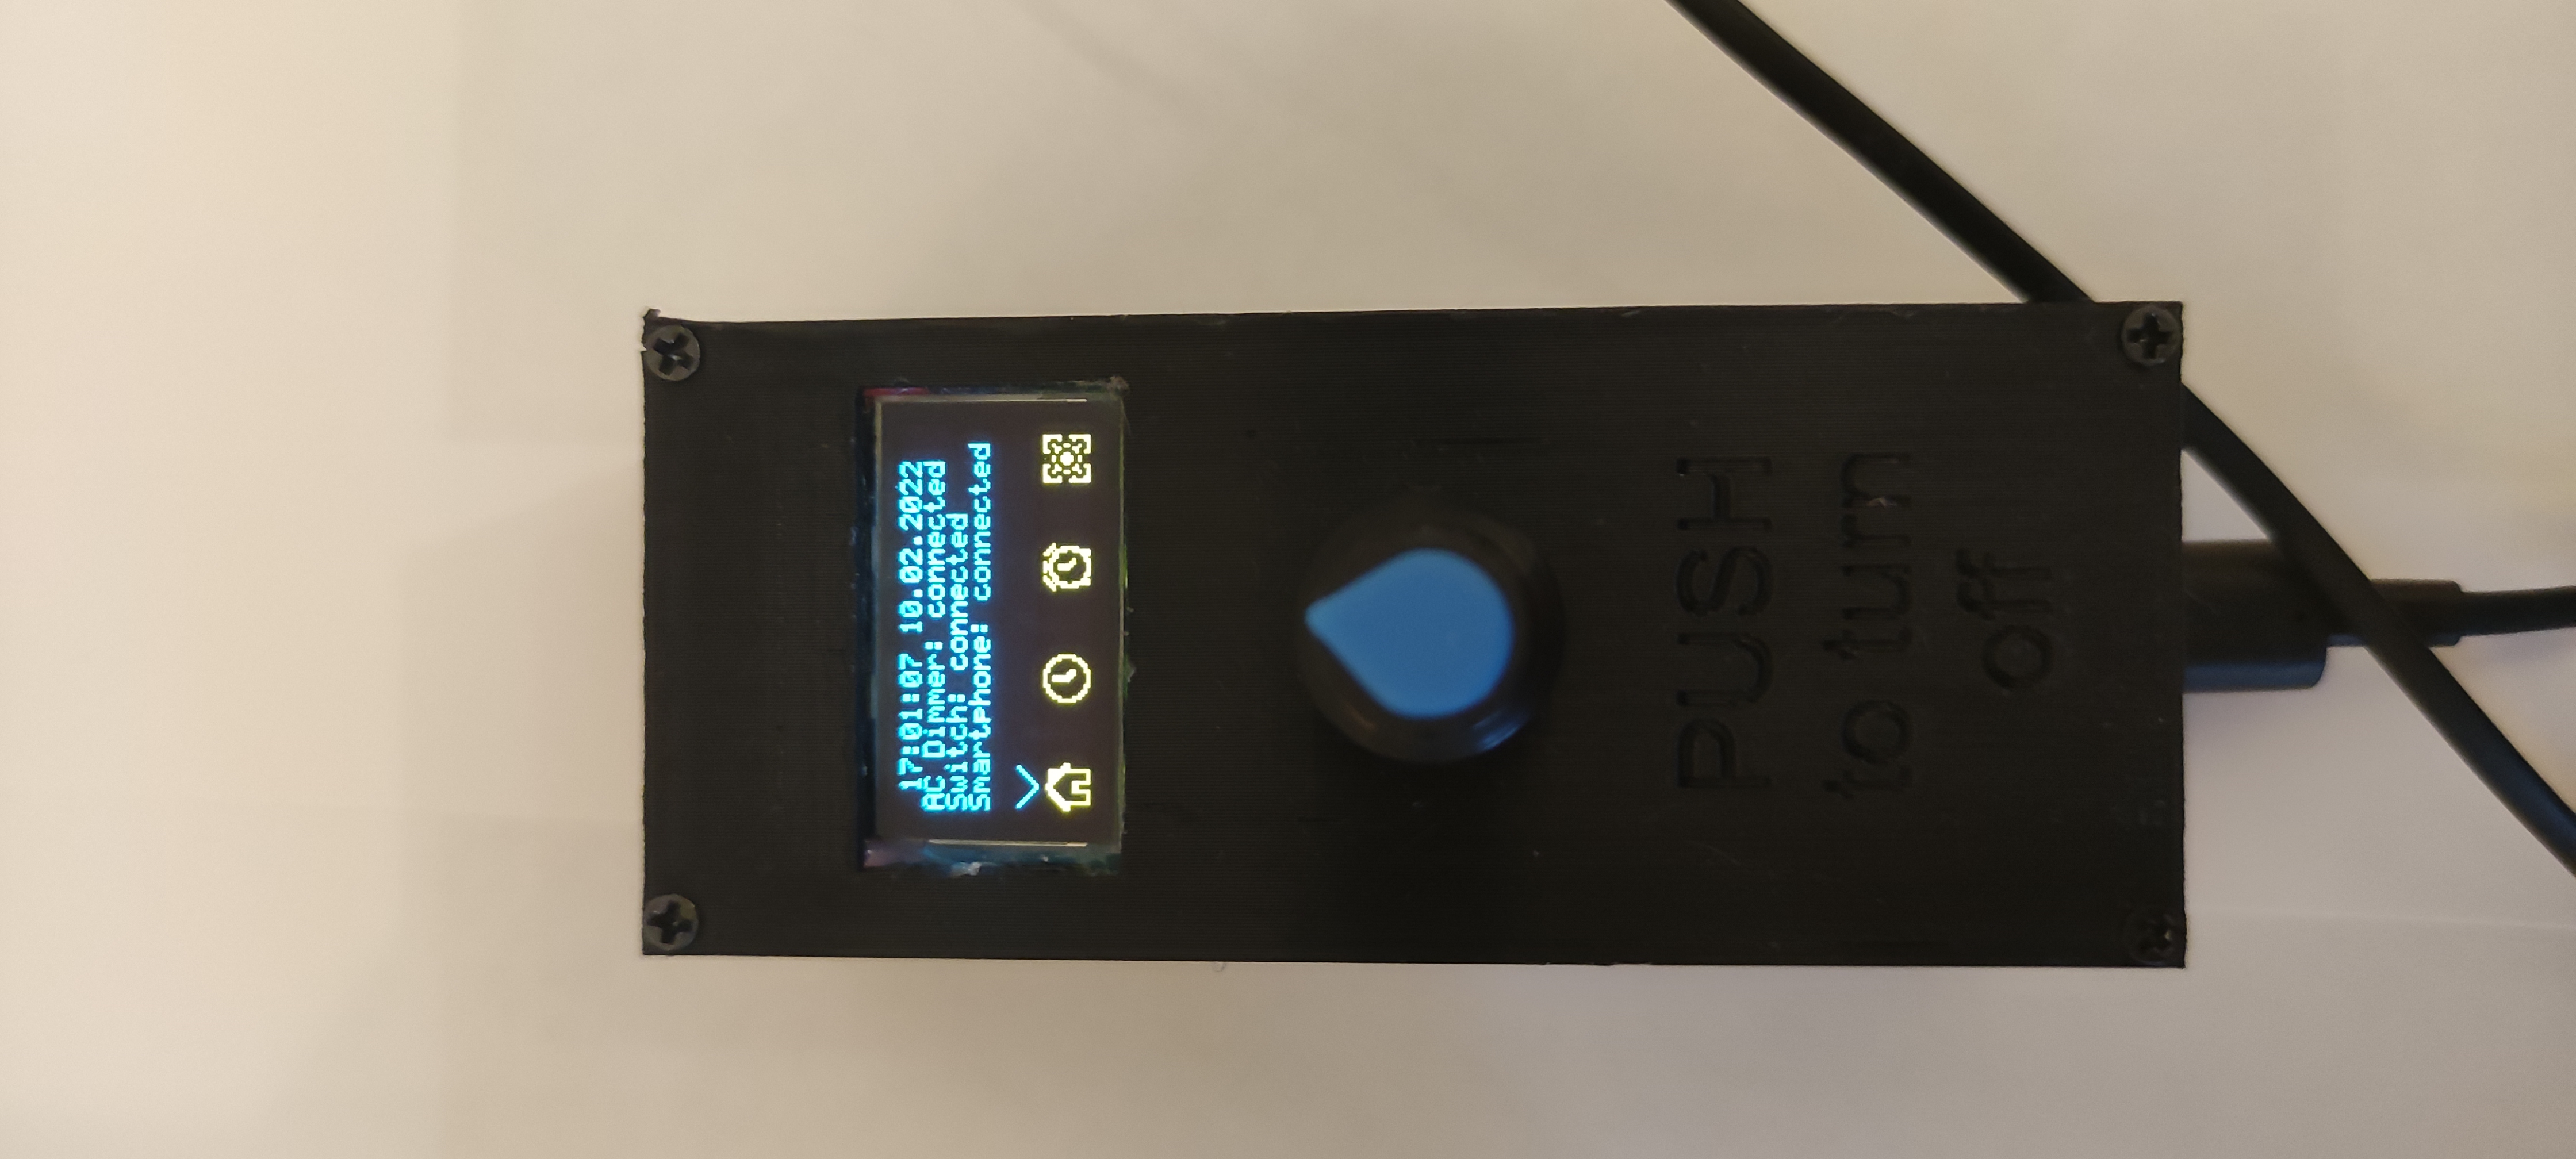 17:01:07 10.02.2022
AC Dimmer: connected
Switch: connected
Smartphone: connected
PUSH
to turn
off